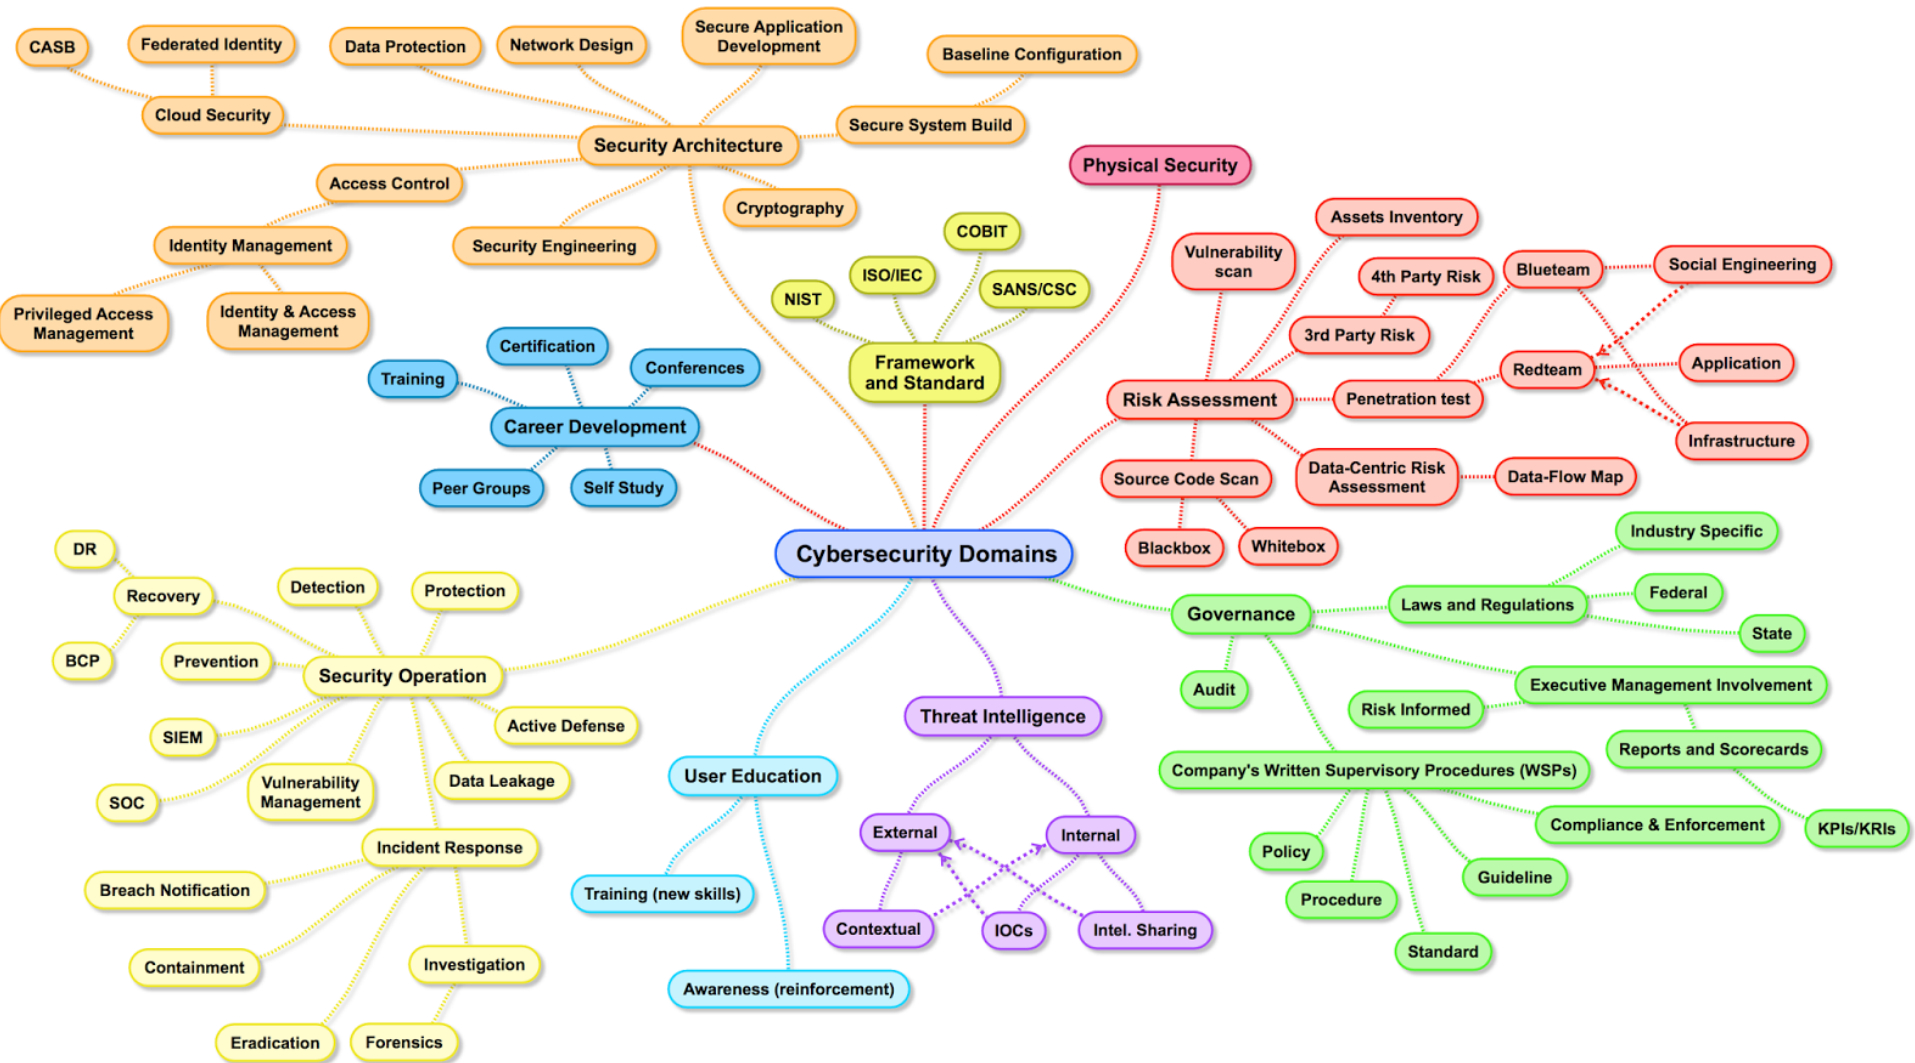 CASB
Federated Identity
Data Protection
Network Design
Secure Application
Development
Baseline Configuration
Cloud Security
Secure System Build
Security Architecture
Access Control
Cryptography
Identity Management
Security Engineering
Privileged Access
Management
Identity & Access
Management
Physical Security
COBIT
ISO/IEC
NIST
SANS/CSC
Framework
and Standard
Certification
Training
Conferences
Career Development
Peer Groups
Self Study
Assets Inventory
Vulnerability
scan
4th Party Risk
Blueteam
Social Engineering
3rd Party Risk
Redteam
Application
Risk Assessment
Penetration test
Infrastructure
Source Code Scan
Data-Centric Risk
Assessment
Data-Flow Map
Blackbox
Whitebox
Cybersecurity Domains
DR
Recovery
Detection
Protection
BCP
Prevention
Security Operation
SIEM
Active Defense
SOC
Vulnerability
Management
Data Leakage
Incident Response
Breach Notification
Containment
Investigation
Eradication
Forensics
User Education
Training (new skills)
Awareness (reinforcement)
Threat Intelligence
External
Internal
Contextual
IOCs
Intel. Sharing
Industry Specific
Governance
Laws and Regulations
Federal
State
Audit
Executive Management Involvement
Risk Informed
Reports and Scorecards
Company's Written Supervisory Procedures (WSPs)
Compliance & Enforcement
KPIs/KRIs
Policy
Procedure
Guideline
Standard